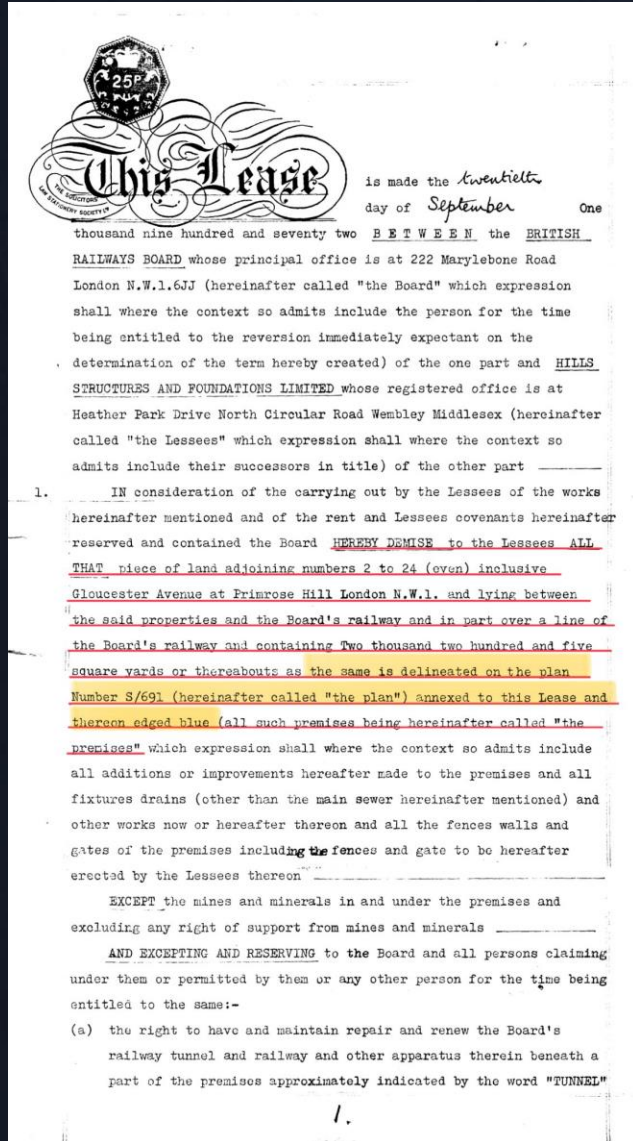 25P
This Lease
THE SOLICITORS'
LAW STATIONERY SOCIETY LTD
is made the twentieth
day of September One
thousand nine hundred and seventy two BETWEEN the BRITISH
RAILWAYS BOARD whose principal office is at 222 Marylebone Road
London N.W.1.6JJ (hereinafter called "the Board" which expression
shall where the context so admits include the person for the time
being entitled to the reversion immediately expectant on the
determination of the term hereby created) of the one part and HILLS
STRUCTURES AND FOUNDATIONS LIMITED whose registered office is at
Heather Park Drive North Circular Road Wembley Middlesex (hereinafter
called "the Lessees" which expression shall where the context so
admits include their successors in title) of the other part
1. IN consideration of the carrying out by the Lessees of the works
hereinafter mentioned and of the rent and Lessees covenants hereinafter
reserved and contained the Board HEREBY DEMISE to the Lessees ALL
THAT piece of land adjoining numbers 2 to 24 (even) inclusive
Gloucester Avenue at Primrose Hill London N.W.1. and lying between
the said properties and the Board's railway and in part over a line of
the Board's railway and containing Two thousand two hundred and five
square yards or thereabouts as the same is delineated on the plan
Number S/691 (hereinafter called "the plan") annexed to this Lease and
thereon edged blue (all such premises being hereinafter called "the
premises" which expression shall where the context so admits include
all additions or improvements hereafter made to the premises and all
fixtures drains (other than the main sewer hereinafter mentioned) and
other works now or hereafter thereon and all the fences walls and
gates of the premises including the fences and gate to be hereafter
erected by the Lessees thereon
EXCEPT the mines and minerals in and under the premises and
excluding any right of support from mines and minerals
AND EXCEPTING AND RESERVING to the Board and all persons claiming
under them or permitted by them or any other person for the time being
entitled to the same:-
(a) the right to have and maintain repair and renew the Board's
railway tunnel and railway and other apparatus therein beneath a
part of the premises approximately indicated by the word "TUNNEL"
1.